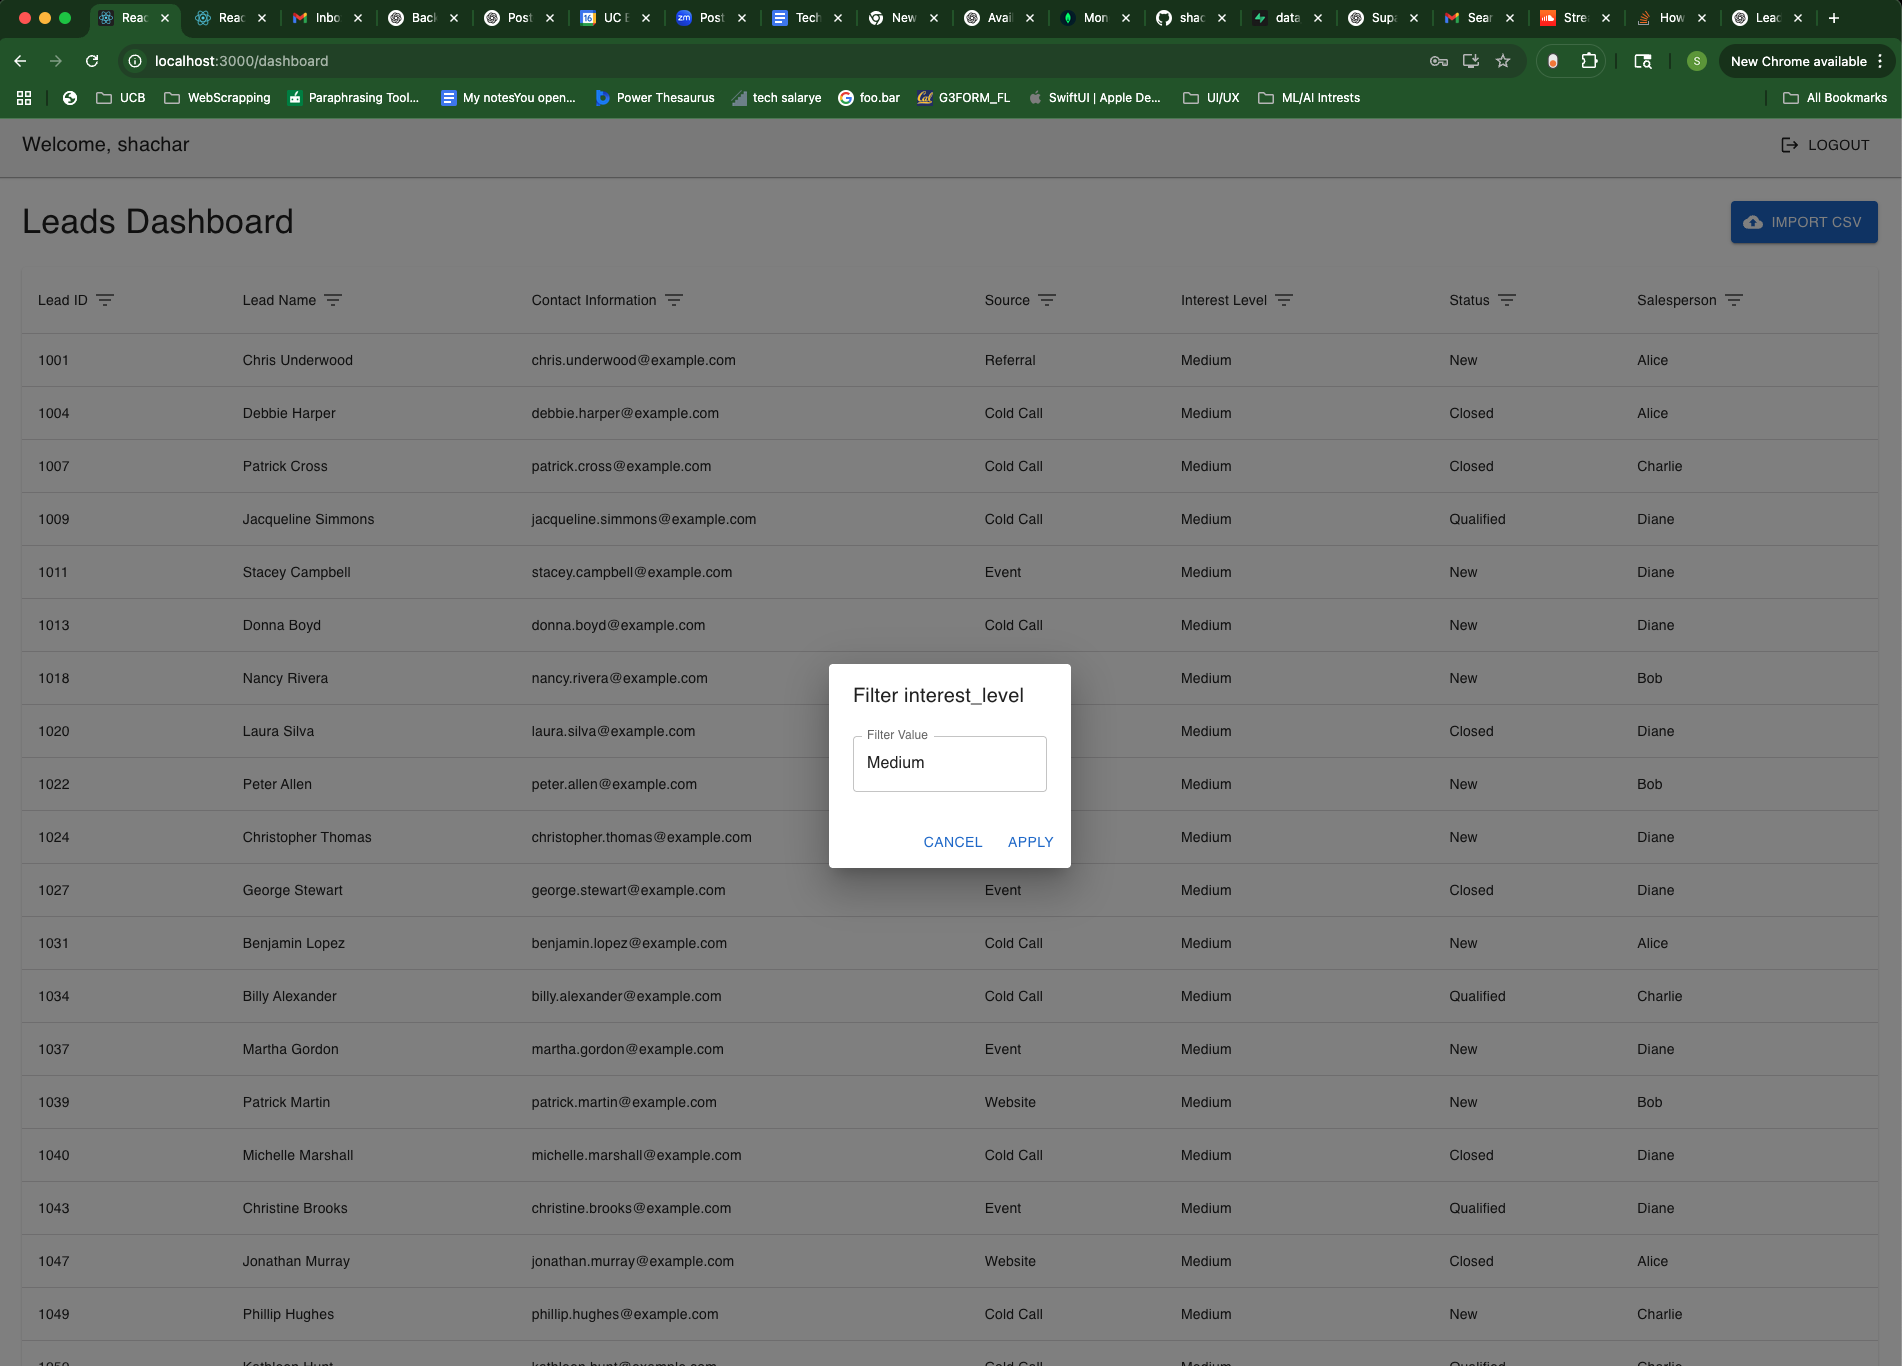 Reac Reac Inbo Back Post UC B Post Tech New Avai Mon shac data Supa Sear Stre How Lead
localhost:3000/dashboard S New Chrome available
UCB WebScrapping Paraphrasing Tool... My notesYou open... Power Thesaurus tech salarye foo.bar G3FORM_FL SwiftUI | Apple De... UI/UX ML/AI Intrests All Bookmarks
Welcome, shachar LOGOUT
Leads Dashboard IMPORT CSV
Lead ID Lead Name Contact Information Source Interest Level Status Salesperson
1001 Chris Underwood chris.underwood@example.com Referral Medium New Alice
1004 Debbie Harper debbie.harper@example.com Cold Call Medium Closed Alice
1007 Patrick Cross patrick.cross@example.com Cold Call Medium Closed Charlie
1009 Jacqueline Simmons jacqueline.simmons@example.com Cold Call Medium Qualified Diane
1011 Stacey Campbell stacey.campbell@example.com Event Medium New Diane
1013 Donna Boyd donna.boyd@example.com Cold Call Medium New Diane
1018 Nancy Rivera nancy.rivera@example.com Medium New Bob
1020 Laura Silva laura.silva@example.com Medium Closed Diane
1022 Peter Allen peter.allen@example.com Medium New Bob
1024 Christopher Thomas christopher.thomas@example.com Medium New Diane
1027 George Stewart george.stewart@example.com Event Medium Closed Diane
1031 Benjamin Lopez benjamin.lopez@example.com Cold Call Medium New Alice
1034 Billy Alexander billy.alexander@example.com Cold Call Medium Qualified Charlie
1037 Martha Gordon martha.gordon@example.com Event Medium New Diane
1039 Patrick Martin patrick.martin@example.com Website Medium New Bob
1040 Michelle Marshall michelle.marshall@example.com Cold Call Medium Closed Diane
1043 Christine Brooks christine.brooks@example.com Event Medium Qualified Diane
1047 Jonathan Murray jonathan.murray@example.com Website Medium Closed Alice
1049 Phillip Hughes phillip.hughes@example.com Cold Call Medium New Charlie
Kathleen Hunt kathleen.hunt@example.com Cold Call Medium Qualified Charlie
Filter interest_level
Filter Value
Medium
CANCEL APPLY